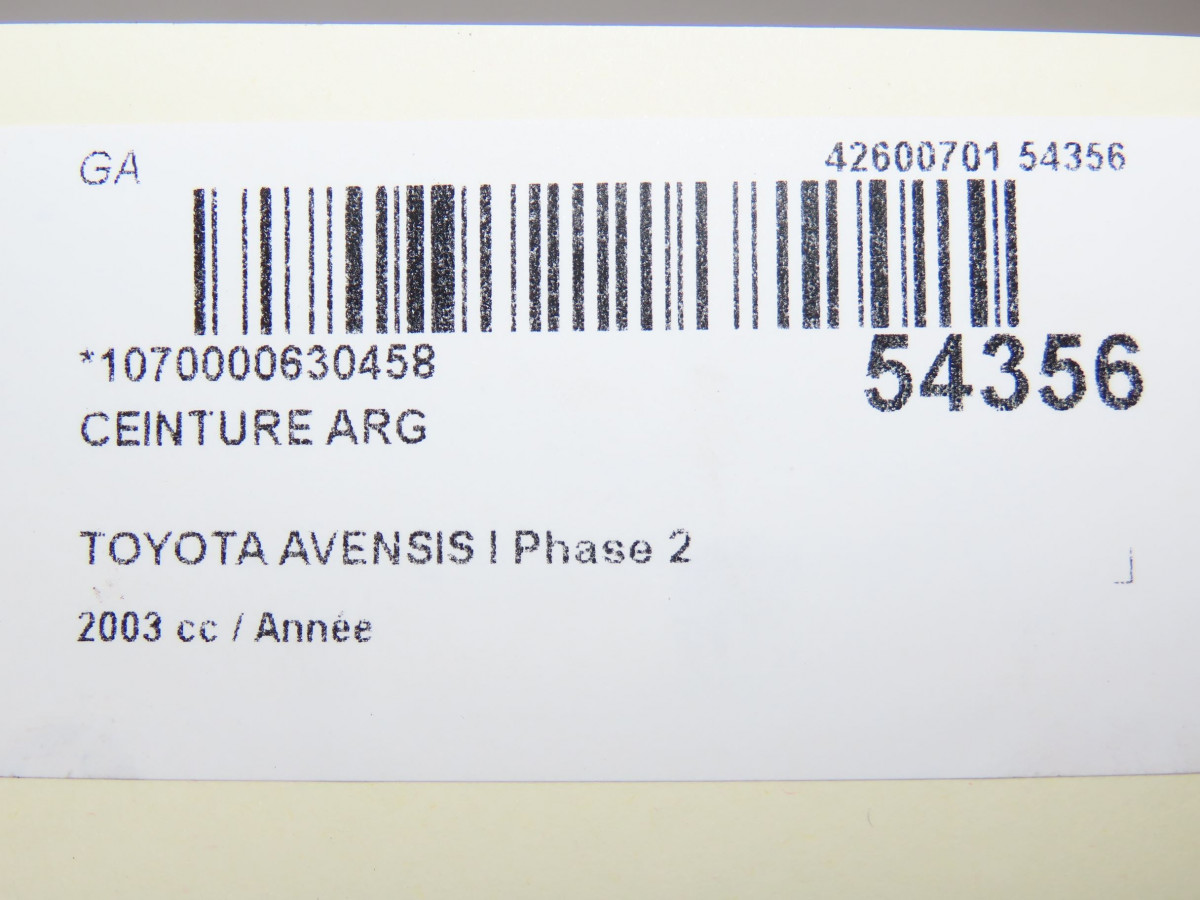 GA
42600701 54356
*1070000630458
54356
CEINTURE ARG
TOYOTA AVENSIS I Phase 2
2003 cc / Année